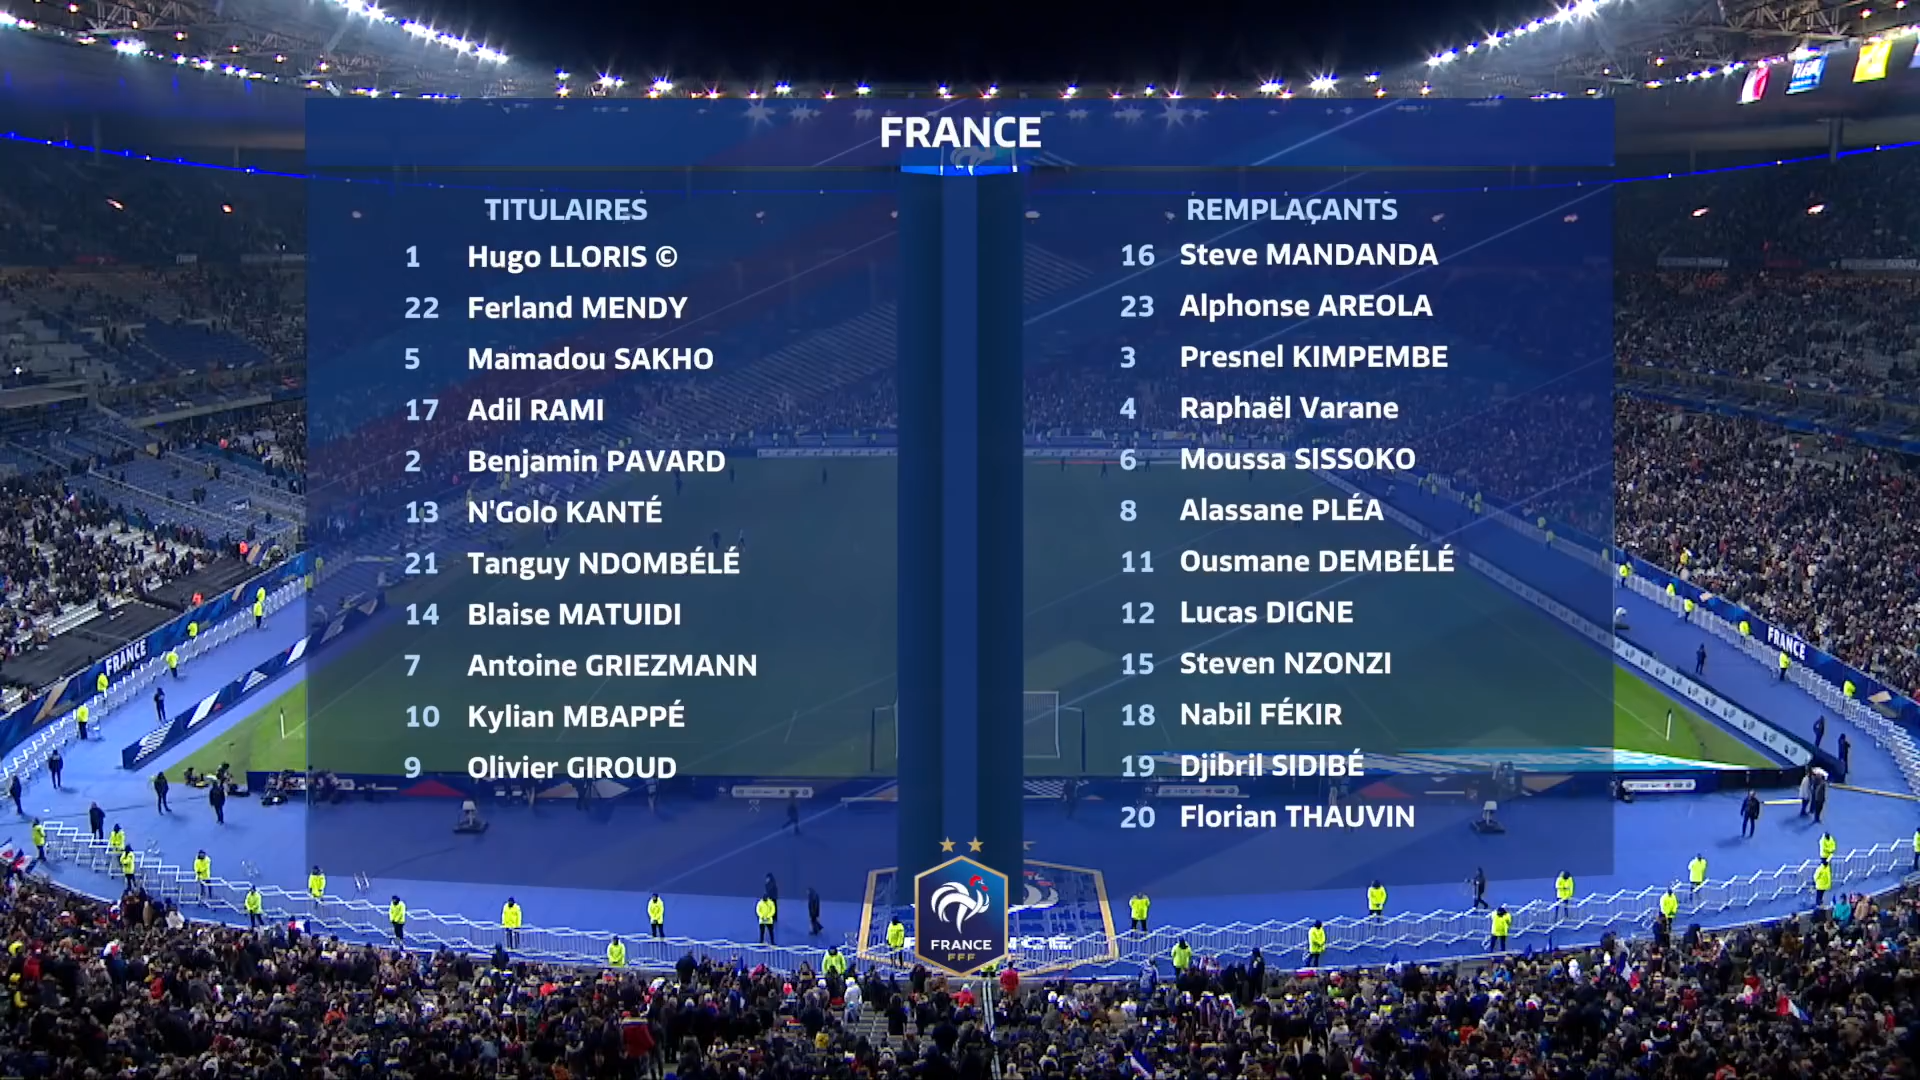 FRANCE
TITULAIRES
1 Hugo LLORIS ©
22 Ferland MENDY
5 Mamadou SAKHO
17 Adil RAMI
2 Benjamin PAVARD
13 N'Golo KANTÉ
21 Tanguy NDOMBÉLÉ
14 Blaise MATUIDI
7 Antoine GRIEZMANN
10 Kylian MBAPPÉ
9 Olivier GIROUD
REMPLAÇANTS
16 Steve MANDANDA
23 Alphonse AREOLA
3 Presnel KIMPEMBE
4 Raphaël Varane
6 Moussa SISSOKO
8 Alassane PLÉA
11 Ousmane DEMBÉLÉ
12 Lucas DIGNE
15 Steven NZONZI
18 Nabil FÉKIR
19 Djibril SIDIBÉ
20 Florian THAUVIN
FRANCE
FRANCE
FRANCE
FFF